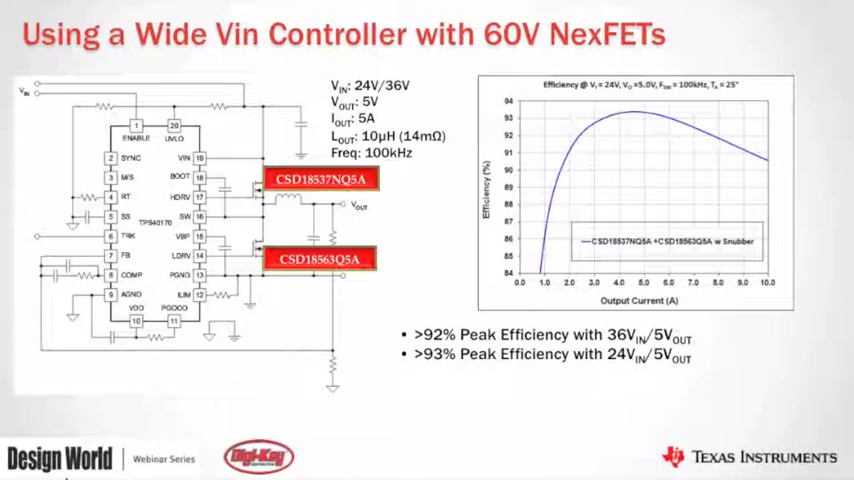 Using a Wide Vin Controller with 60V NexFETs
VIN
VIN: 24V/36V
VOUT: 5V
IOUT: 5A
LOUT: 10µH (14mΩ)
Freq: 100kHz
1
20
ENABLE
UVLO
2 SYNC
VIN 19
3 M/S
BOOT 18
4 RT
HDRV 17
5 SS
SW 16
TPS40170
6 TRK
VBP 15
7 FB
LDRV 14
8 COMP
PGND 13
9 AGND
ILIM 12
VDD
PGOOD
10
11
CSD18537NQ5A
VOUT
CSD18563Q5A
Efficiency @ VI = 24V, VO =5.0V, FSW = 100kHz, TA = 25°
Efficiency (%)
94
93
92
91
90
89
88
87
86
85
84
CSD18537NQ5A +CSD18563Q5A w Snubber
0.0 1.0 2.0 3.0 4.0 5.0 6.0 7.0 8.0 9.0 10.0
Output Current (A)
• >92% Peak Efficiency with 36VIN/5VOUT
• >93% Peak Efficiency with 24VIN/5VOUT
Design World
Webinar Series
Digi-Key
CORPORATION
TEXAS INSTRUMENTS